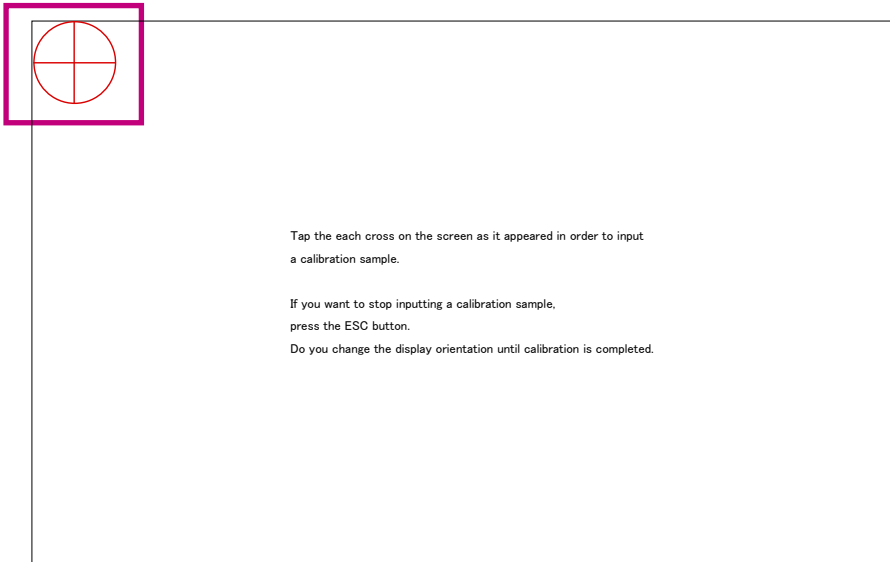 Tap the each cross on the screen as it appeared in order to input
a calibration sample.
If you want to stop inputting a calibration sample,
press the ESC button.
Do you change the display orientation until calibration is completed.